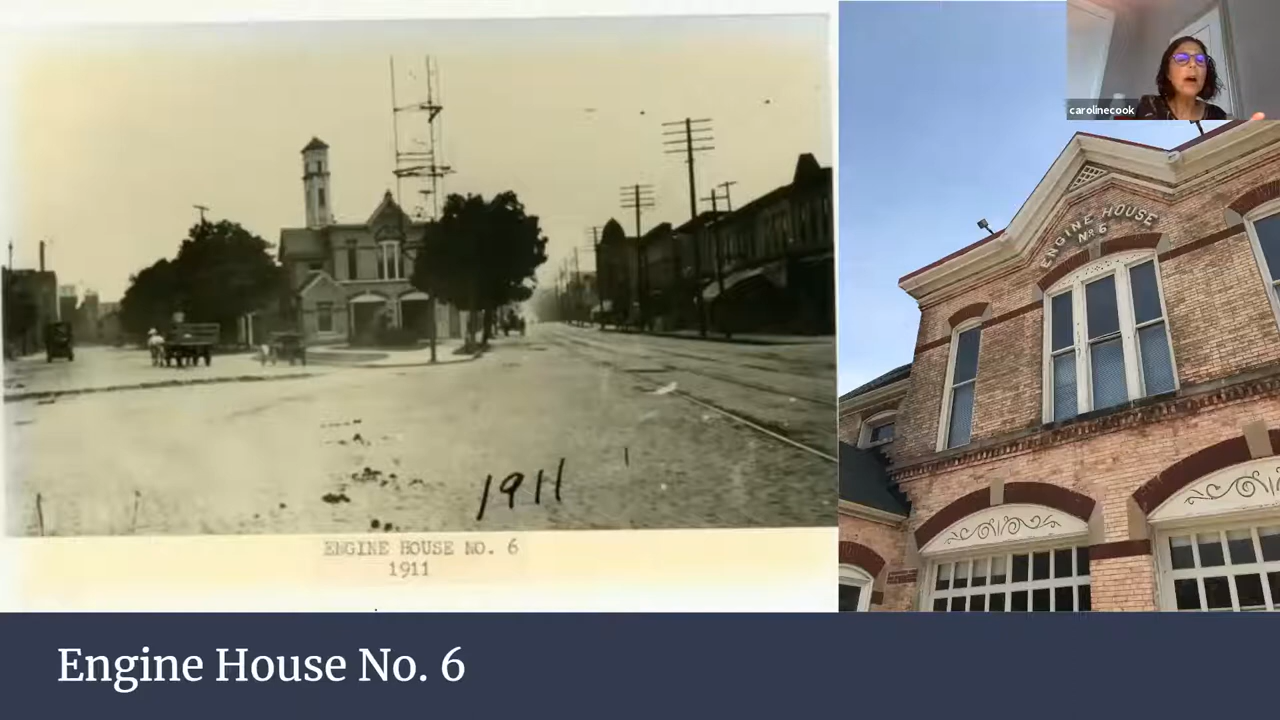 1911
ENGINE HOUSE NO. 6
1911
carolinecook
ENGINE HOUSE
No 6
Engine House No. 6